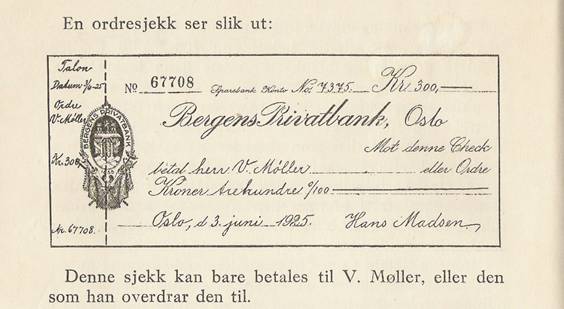 En ordresjekk ser slik ut:
Talon
Datum 3/6-25
Ordre
V. Møller
Kr. 300
Nr. 67708.
BERGENS PRIVATBANK
No 67708 Sparebank Konto No: 7375. Kr. 300,—
Bergens Privatbank, Oslo
Mot denne Check
betal herr V. Møller eller Ordre
Kroner trehundre 0/100
Oslo, d 3. juni 1925. Hans Madsen
Denne sjekk kan bare betales til V. Møller, eller den
som han overdrar den til.